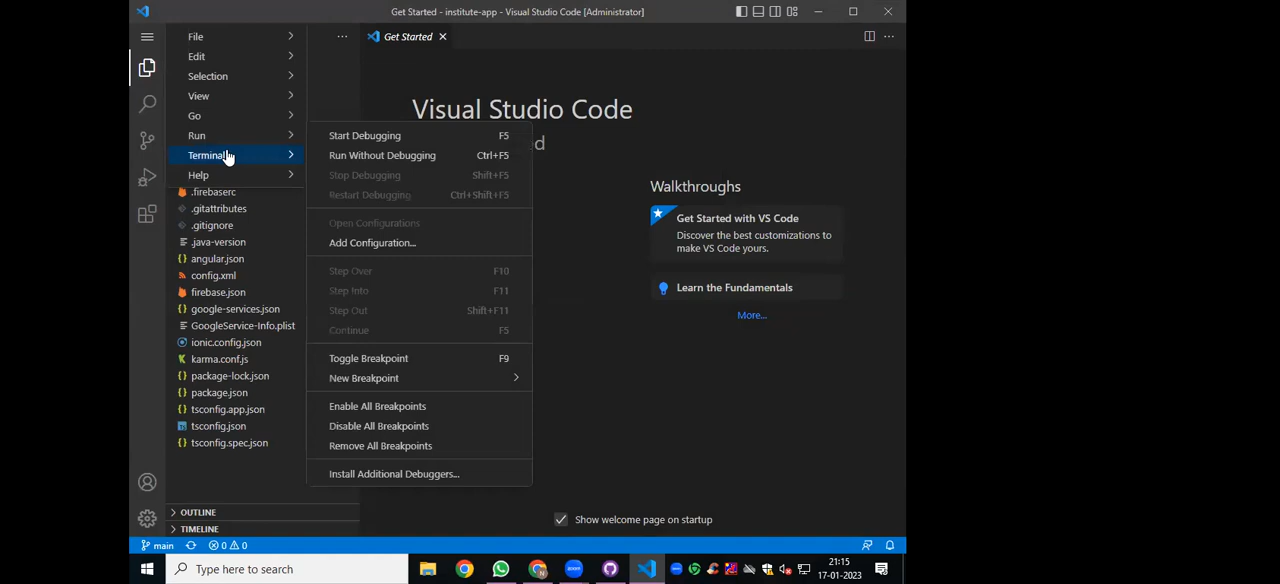 Get Started - institute-app - Visual Studio Code [Administrator]
File
Edit
Selection
View
Go
Run
Terminal
Help
Get Started
Visual Studio Code
d
Start Debugging F5
Run Without Debugging Ctrl+F5
Stop Debugging Shift+F5
Restart Debugging Ctrl+Shift+F5
Open Configurations
Add Configuration...
Step Over F10
Step Into F11
Step Out Shift+F11
Continue F5
Toggle Breakpoint F9
New Breakpoint
Enable All Breakpoints
Disable All Breakpoints
Remove All Breakpoints
Install Additional Debuggers...
.firebaserc
.gitattributes
.gitignore
.java-version
angular.json
config.xml
firebase.json
google-services.json
GoogleService-Info.plist
ionic.config.json
karma.conf.js
package-lock.json
package.json
tsconfig.app.json
tsconfig.json
tsconfig.spec.json
OUTLINE
TIMELINE
Walkthroughs
Get Started with VS Code
Discover the best customizations to
make VS Code yours.
Learn the Fundamentals
More...
Show welcome page on startup
main 0 0
Type here to search
zoom
21:15
17-01-2023